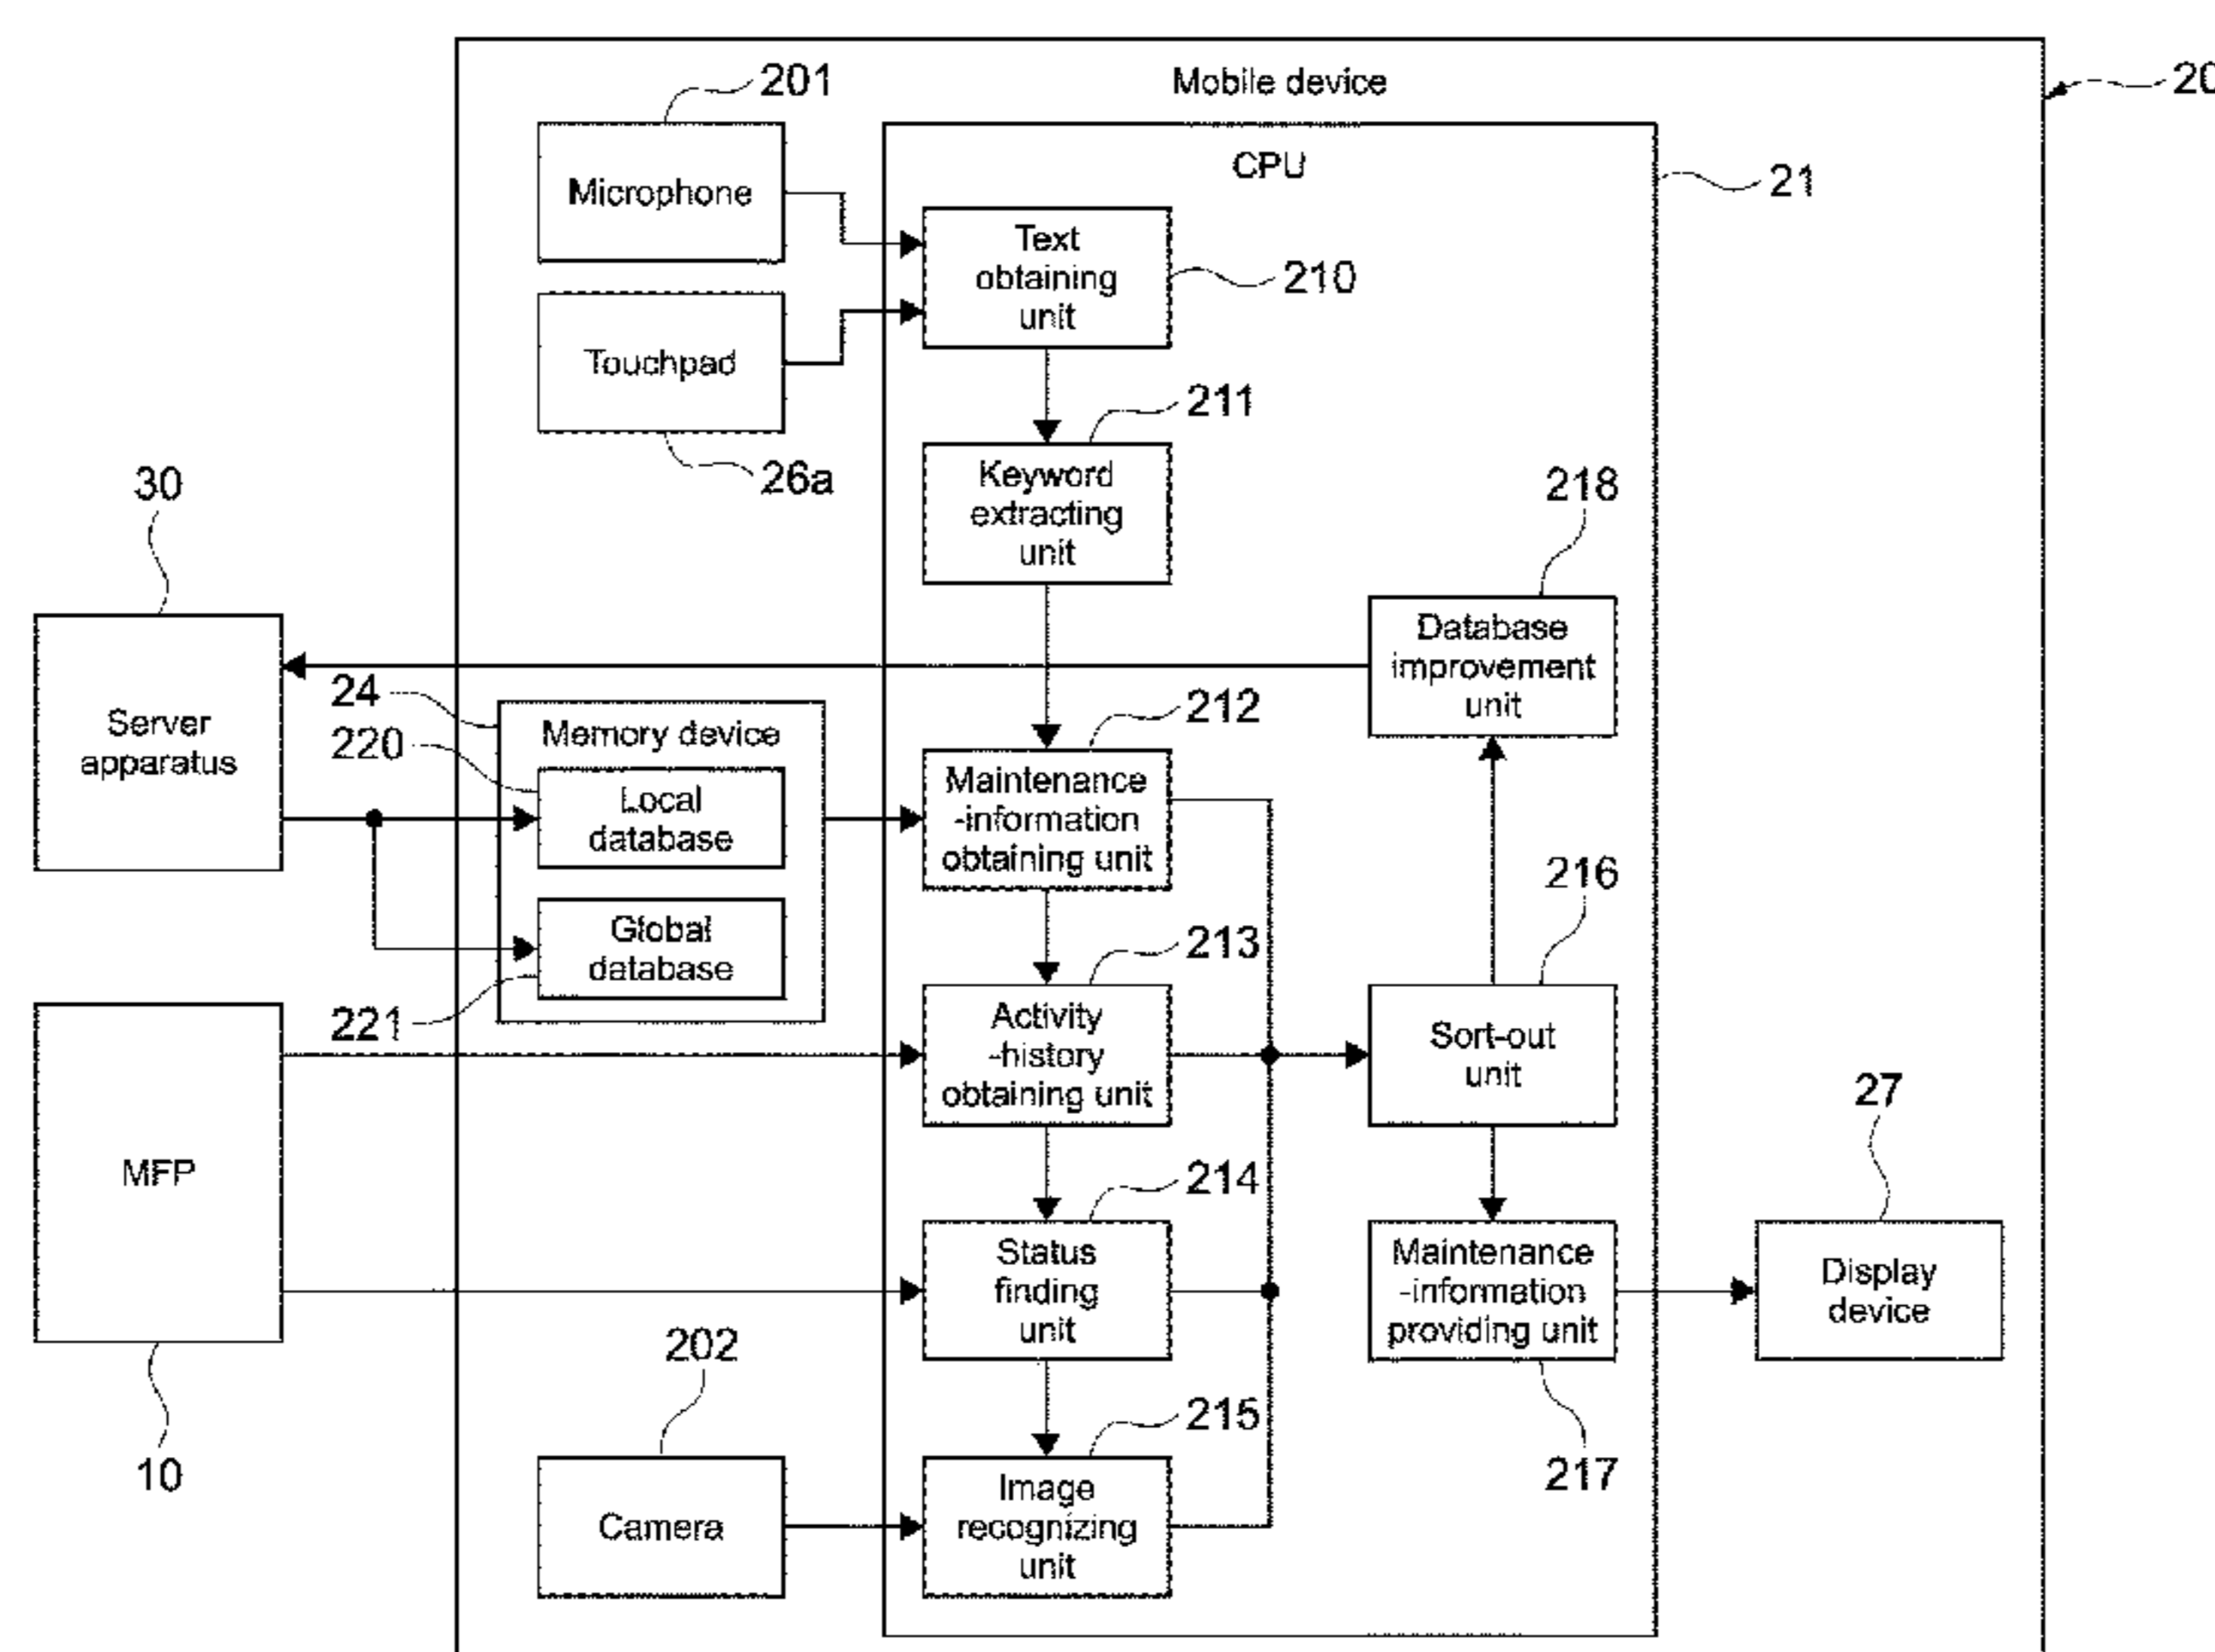 Mobile device
20
201
Microphone
CPU
21
Text
obtaining
unit
210
Touchpad
26a
211
Keyword
extracting
unit
30
218
Server
apparatus
Database
improvement
unit
24
220
Memory device
Local
database
Global
database
221
212
Maintenance
-information
obtaining unit
213
Activity
-history
obtaining unit
216
Sort-out
unit
MFP
10
214
Status
finding
unit
Maintenance
-information
providing unit
217
27
Display
device
202
Camera
215
Image
recognizing
unit